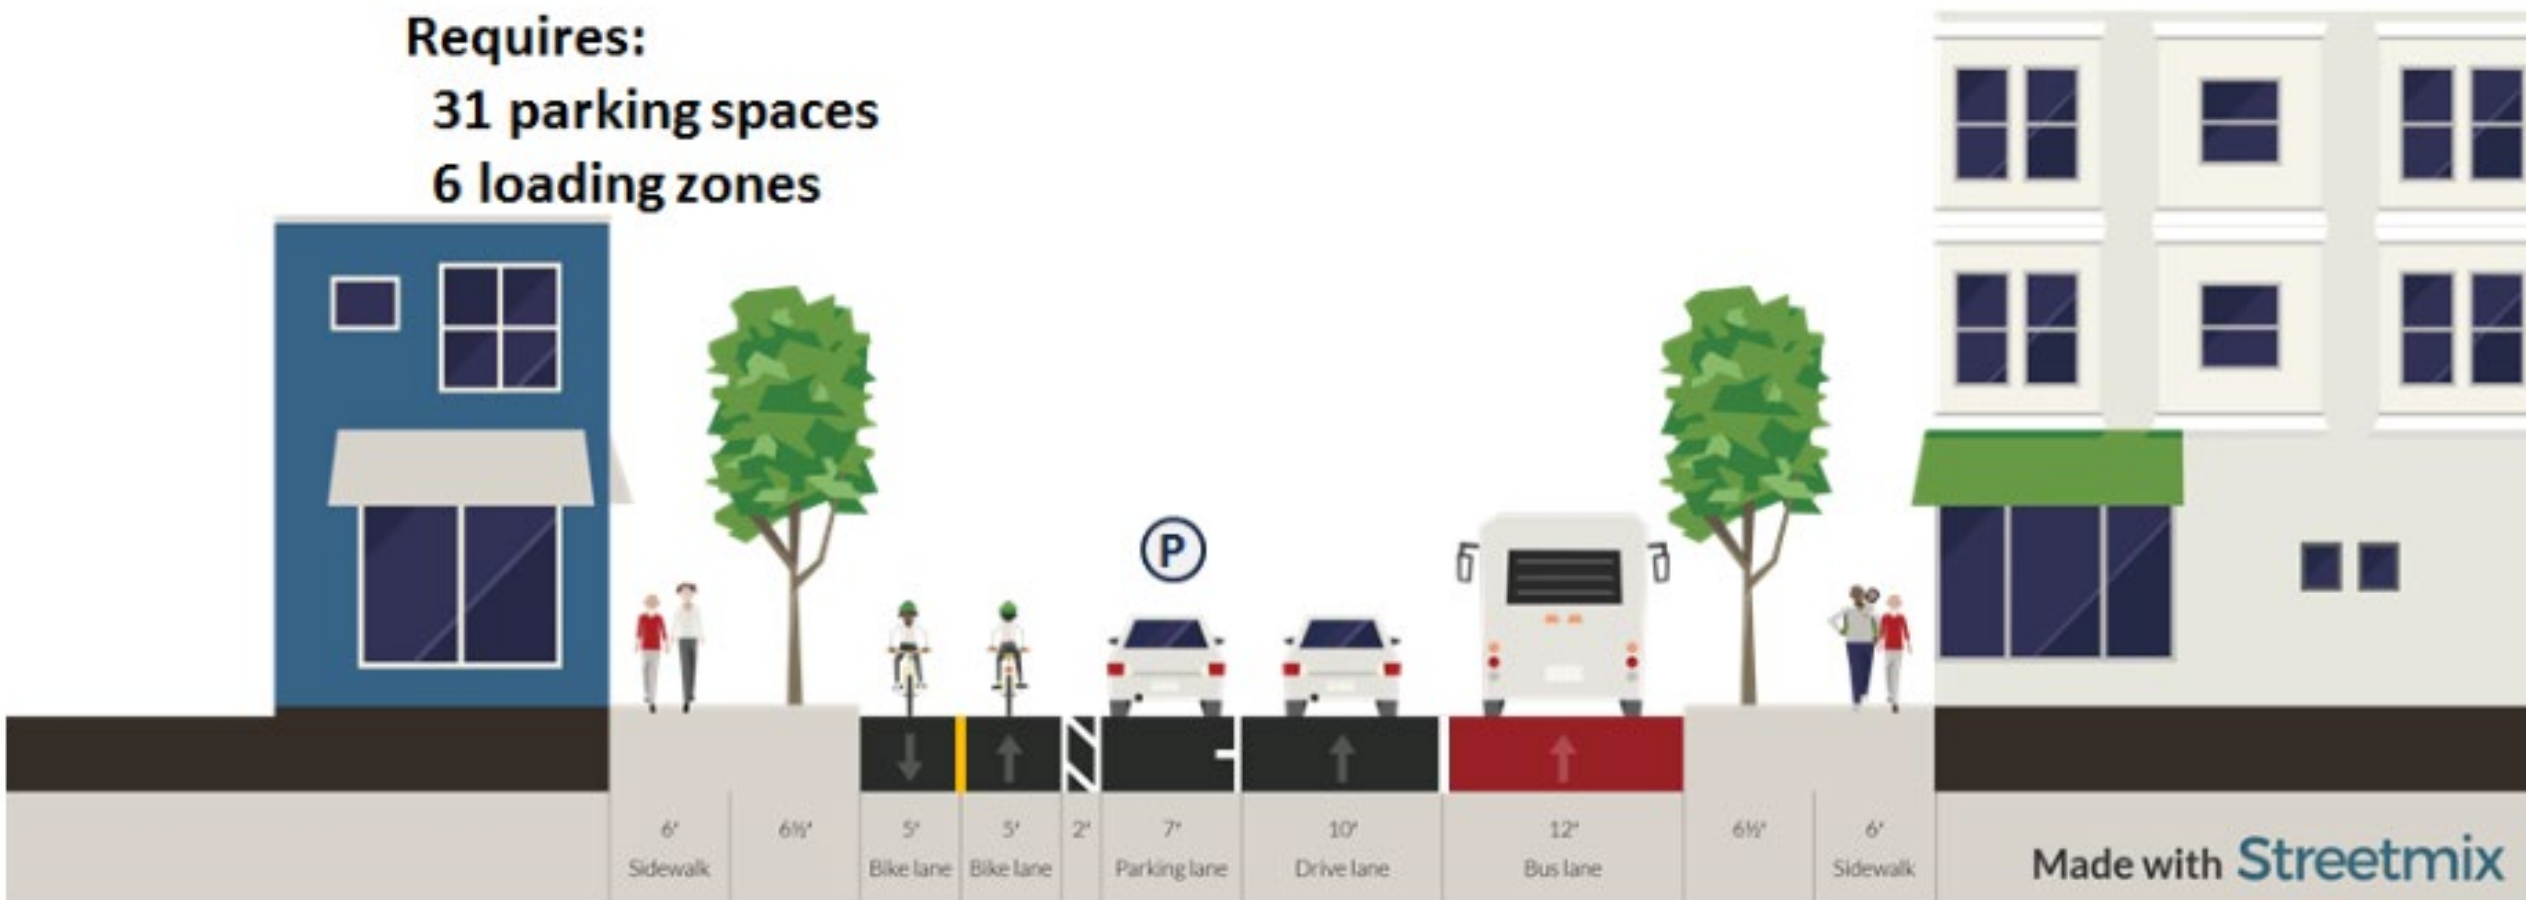 Requires:
31 parking spaces
6 loading zones
P
6' 6½' 5' 5' 2' 7' 10' 12' 6½' 6'
Sidewalk Bike lane Bike lane Parking lane Drive lane Bus lane Sidewalk
Made with Streetmix